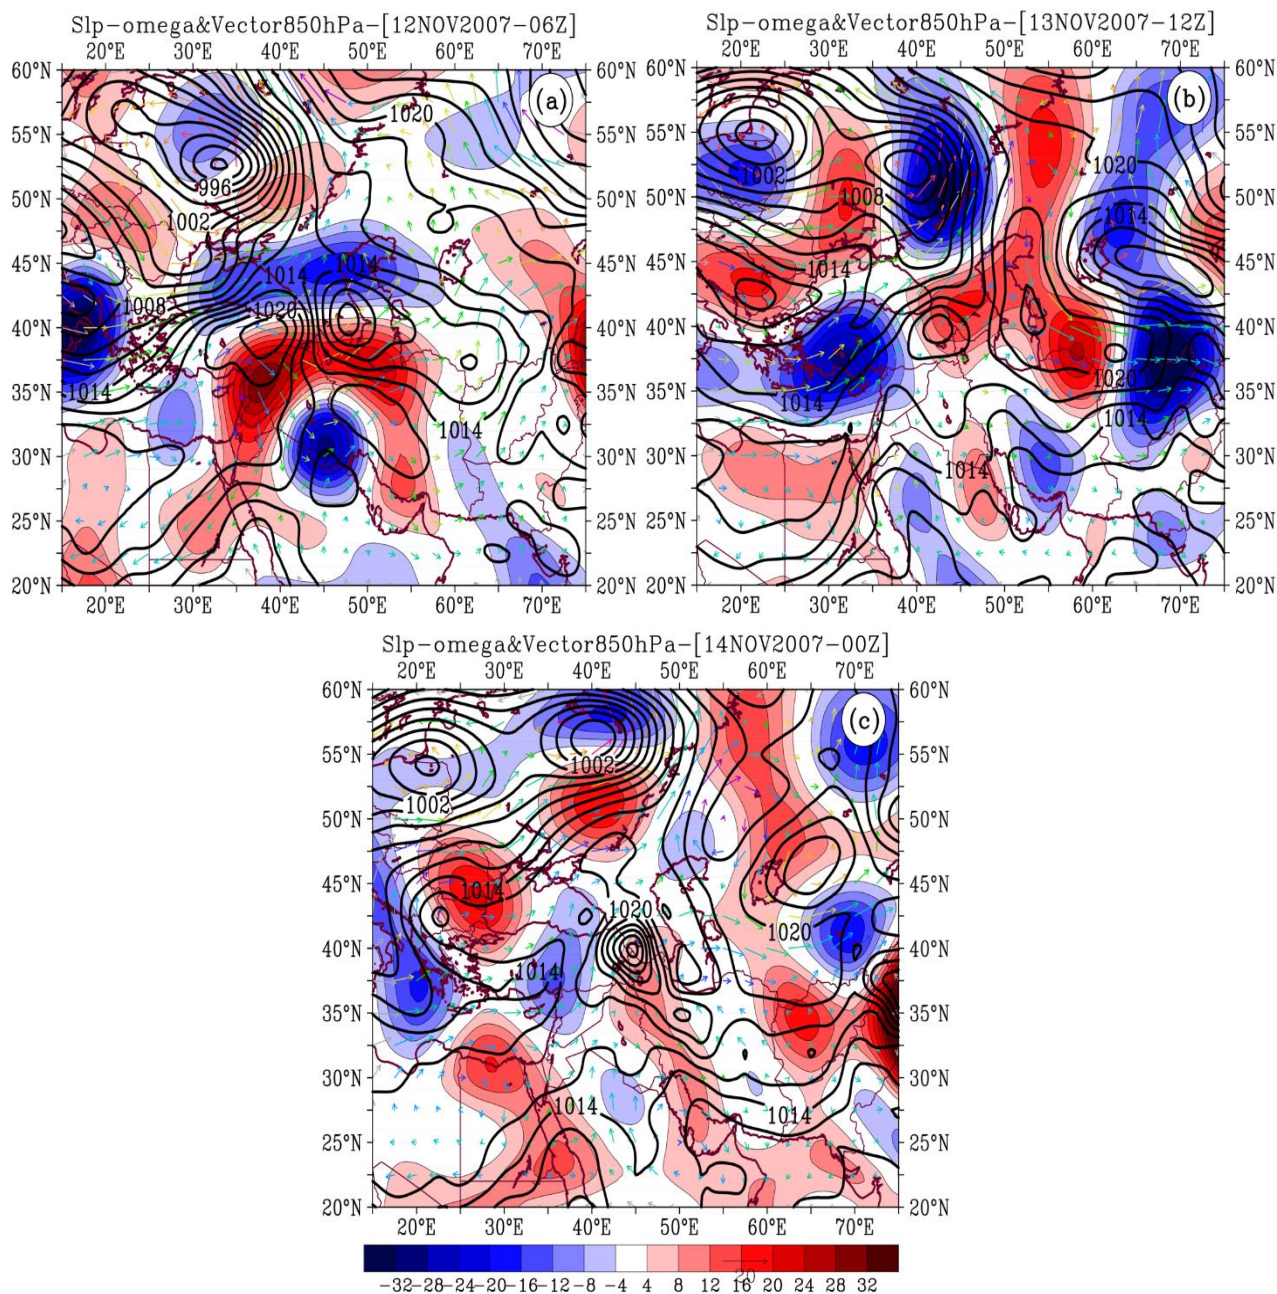 Slp-omega&Vector850hPa-[12NOV2007-06Z]
20°E 30°E 40°E 50°E 60°E 70°E
60°N 60°N
(a)
1020
55°N 55°N
996
50°N 50°N
1002
45°N 45°N
1014 1014
1008
1020
40°N 40°N
35°N 35°N
1014
1014
30°N 30°N
25°N 25°N
20°N 20°N
20°E 30°E 40°E 50°E 60°E 70°E
Slp-omega&Vector850hPa-[13NOV2007-12Z]
20°E 30°E 40°E 50°E 60°E 70°E
60°N 60°N
(b)
55°N 55°N
1020
1002
50°N 50°N
1008
1014
45°N 45°N
1014
40°N 40°N
1020
35°N 35°N
1014
1014
30°N 30°N
1014
25°N 25°N
20°N 20°N
20°E 30°E 40°E 50°E 60°E 70°E
Slp-omega&Vector850hPa-[14NOV2007-00Z]
20°E 30°E 40°E 50°E 60°E 70°E
60°N 60°N
(c)
55°N 55°N
1002
1002
50°N 50°N
45°N 45°N
1014
1020
1020
40°N 40°N
1014
35°N 35°N
30°N 30°N
1014
1014
25°N 25°N
20°N 20°N
20°E 30°E 40°E 50°E 60°E 70°E
20
-32 -28 -24 -20 -16 -12 -8 -4 4 8 12 16 20 24 28 32